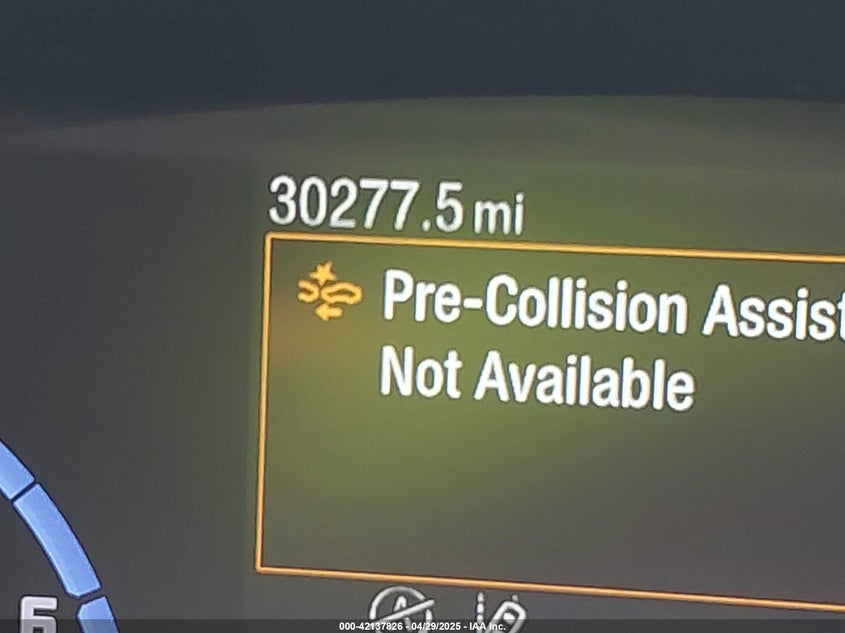 30277.5 mi
Pre-Collision Assist
Not Available
6
000-42137826 - 04/29/2025 - IAA Inc.